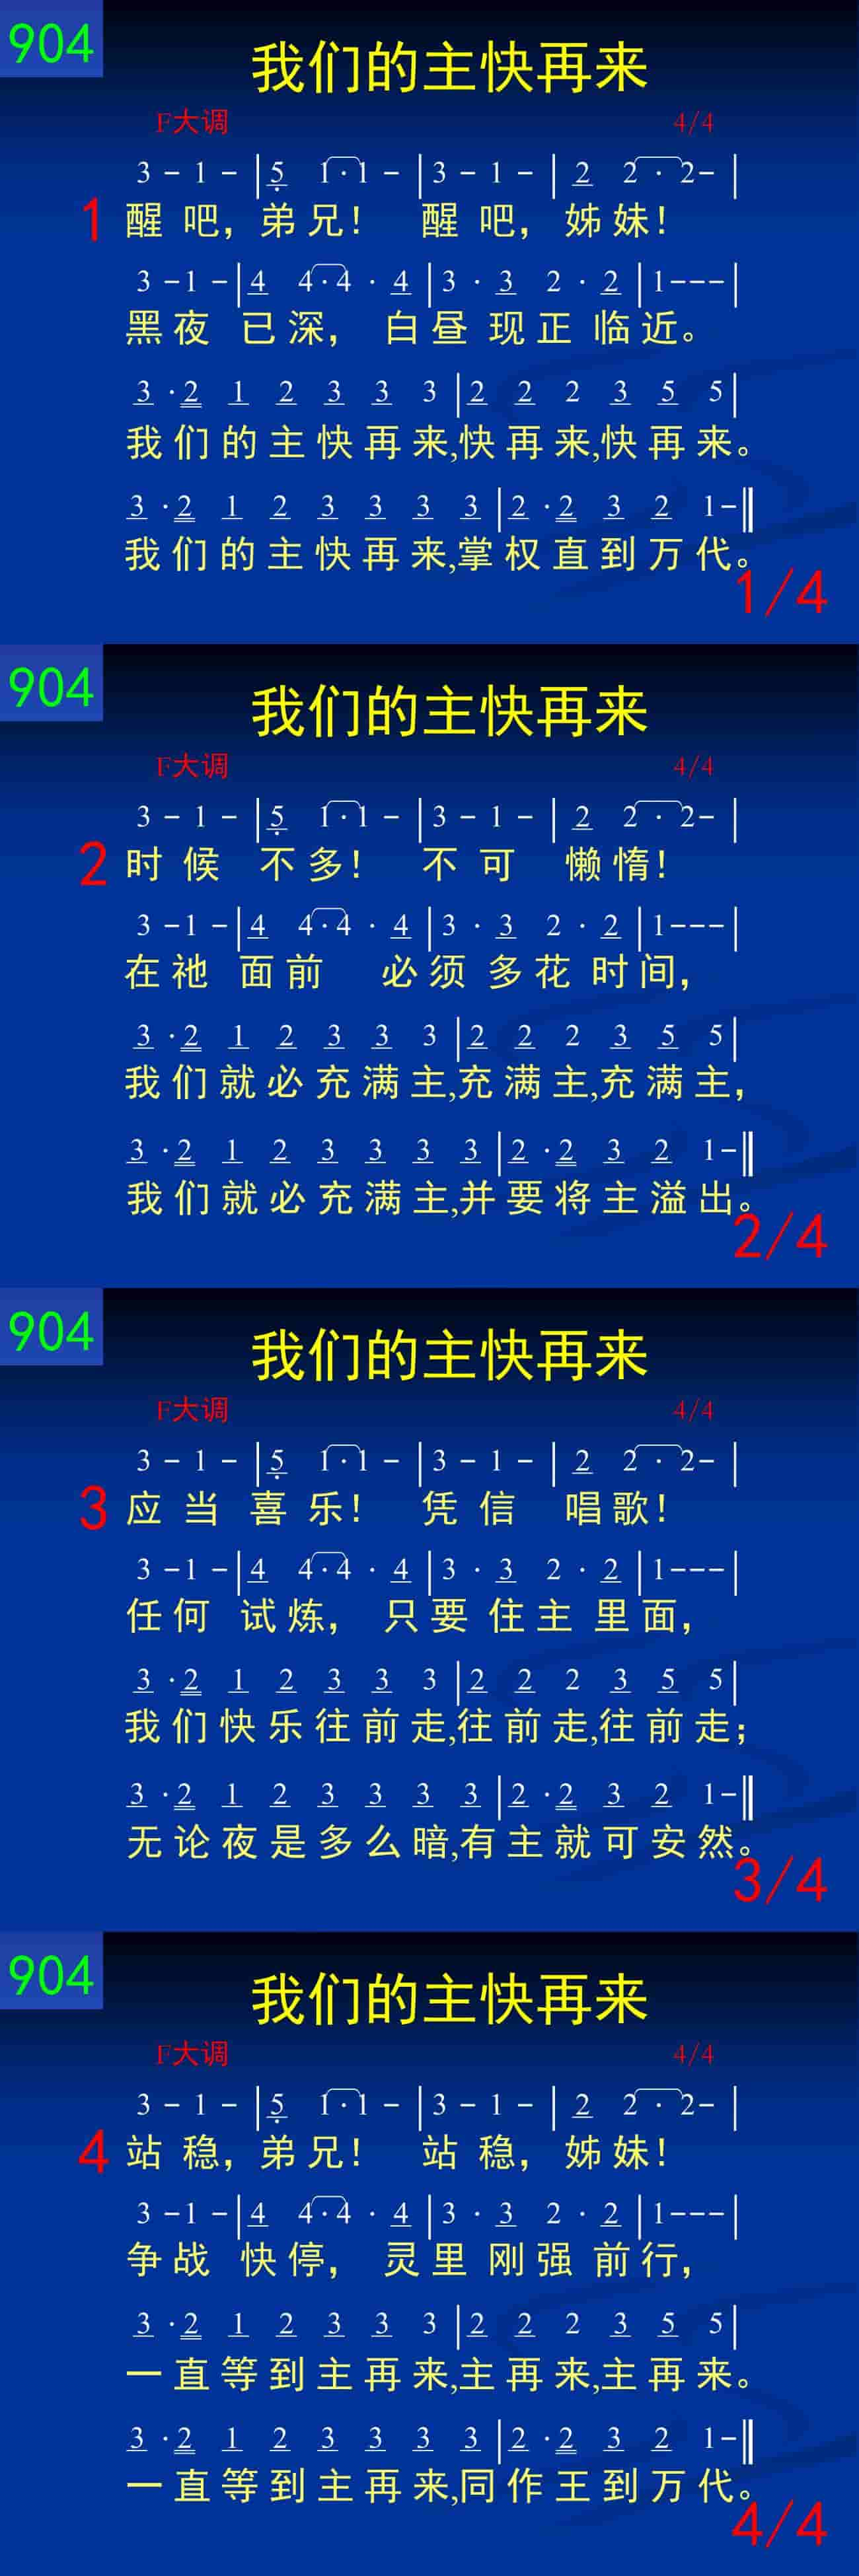 904
我们的主快再来
F大调 4/4
3 - 1 - | 5 1·1 - | 3 - 1 - | 2 2·2- |
1 醒吧，弟兄！ 醒吧，姊妹！
3 -1 - | 4 4·4 · 4 | 3 · 3 2 · 2 | 1--- |
黑夜 已深， 白昼 现正 临近。
3 ·2 1 2 3 3 3 | 2 2 2 3 5 5 |
我们的主快再来,快再来,快再来。
3 ·2 1 2 3 3 3 3 | 2 ·2 3 2 1- ‖
我们的主快再来,掌权直到万代。
1/4
904
我们的主快再来
F大调 4/4
3 - 1 - | 5 1·1 - | 3 - 1 - | 2 2·2- |
2 时候 不多！ 不可 懒惰！
3 -1 - | 4 4·4 · 4 | 3 · 3 2 · 2 | 1--- |
在祂 面前 必须 多花 时间，
3 ·2 1 2 3 3 3 | 2 2 2 3 5 5 |
我们就必充满主,充满主,充满主，
3 ·2 1 2 3 3 3 3 | 2 ·2 3 2 1- ‖
我们就必充满主,并要将主溢出。
2/4
904
我们的主快再来
F大调 4/4
3 - 1 - | 5 1·1 - | 3 - 1 - | 2 2·2- |
3 应当 喜乐！ 凭信 唱歌！
3 -1 - | 4 4·4 · 4 | 3 · 3 2 · 2 | 1--- |
任何 试炼， 只要 住主 里面，
3 ·2 1 2 3 3 3 | 2 2 2 3 5 5 |
我们快乐往前走,往前走,往前走；
3 ·2 1 2 3 3 3 3 | 2 ·2 3 2 1- ‖
无论夜是多么暗,有主就可安然。
3/4
904
我们的主快再来
F大调 4/4
3 - 1 - | 5 1·1 - | 3 - 1 - | 2 2·2- |
4 站稳，弟兄！ 站稳，姊妹！
3 -1 - | 4 4·4 · 4 | 3 · 3 2 · 2 | 1--- |
争战 快停， 灵里 刚强 前行，
3 ·2 1 2 3 3 3 | 2 2 2 3 5 5 |
一直等到主再来,主再来,主再来。
3 ·2 1 2 3 3 3 3 | 2 ·2 3 2 1- ‖
一直等到主再来,同作王到万代。
4/4